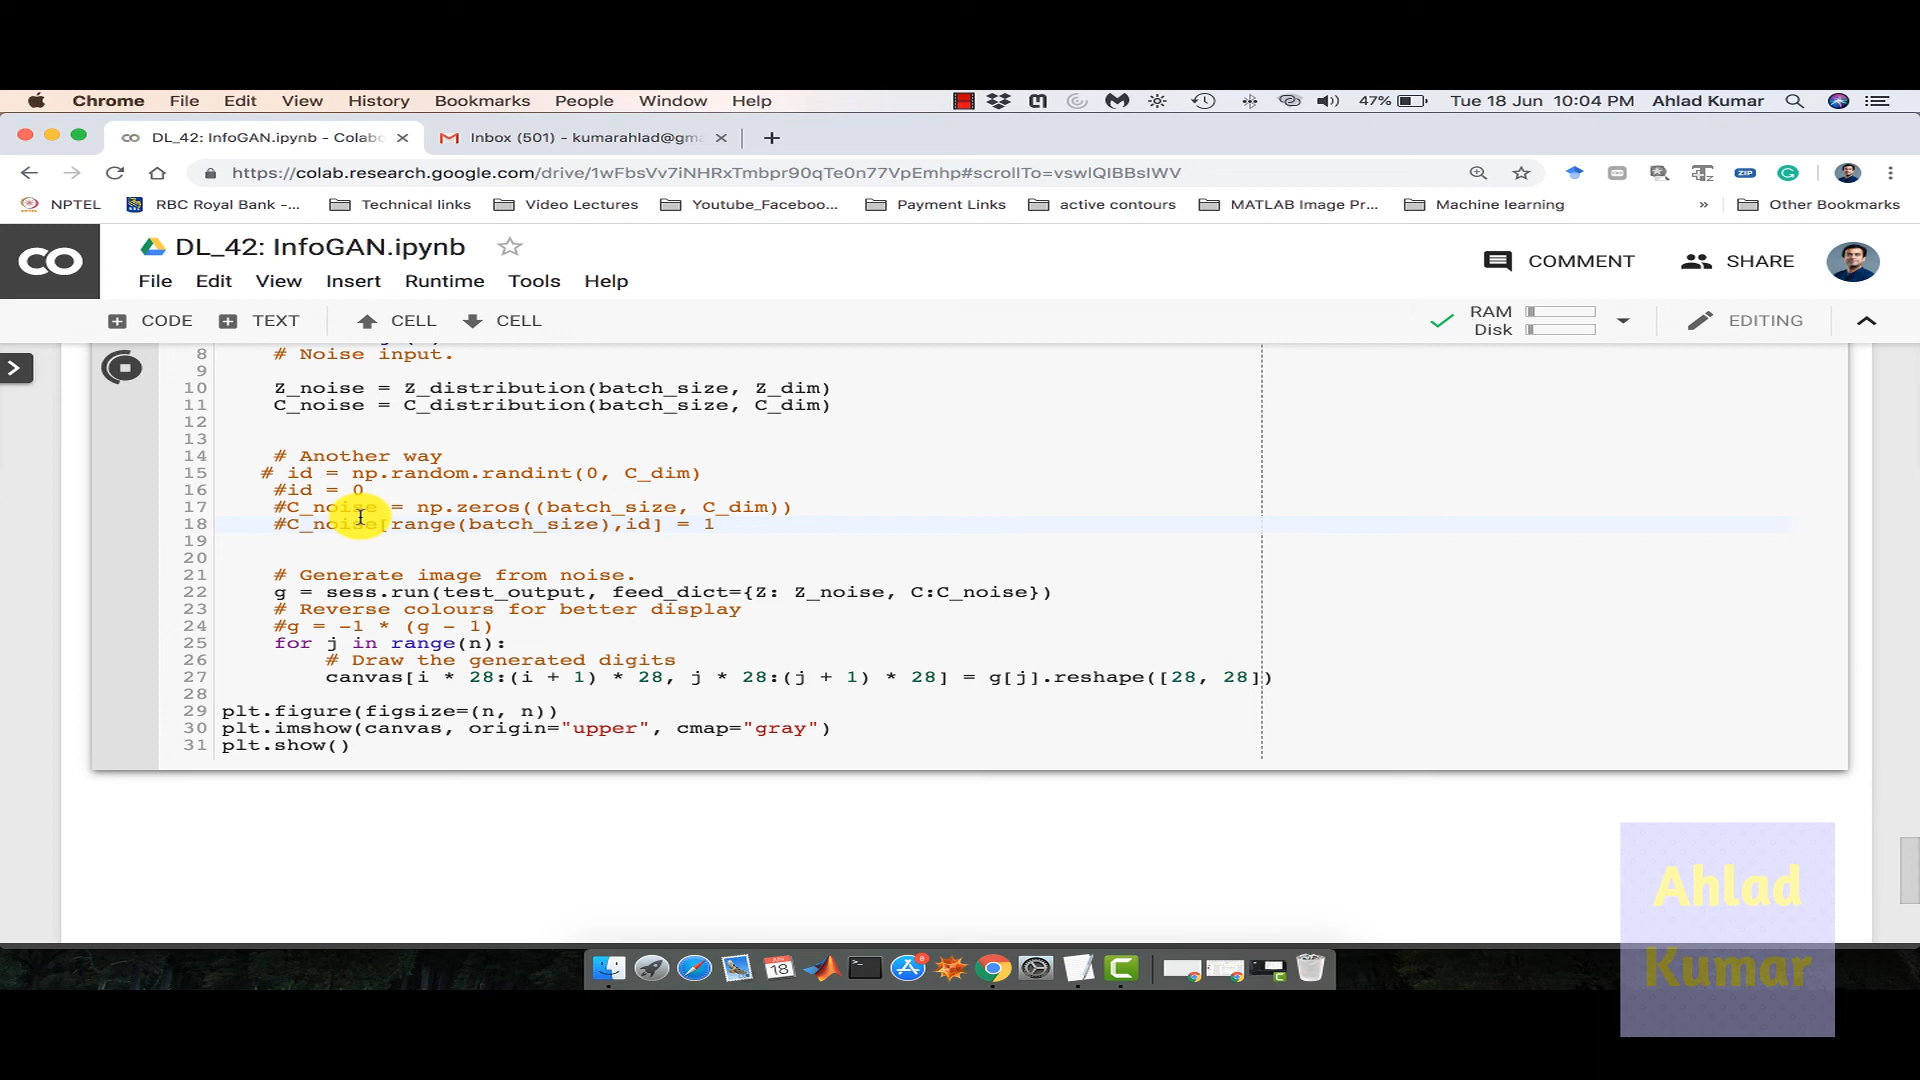 Chrome File Edit View History Bookmarks People Window Help 47% Tue 18 Jun 10:04 PM Ahlad Kumar
DL_42: InfoGAN.ipynb - Colabo Inbox (501) - kumarahlad@gm
https://colab.research.google.com/drive/1wFbsVv7iNHRxTmbpr90qTe0n77VpEmhp#scrollTo=vswlQIBBsIWV
NPTEL RBC Royal Bank -... Technical links Video Lectures Youtube_Faceboo... Payment Links active contours MATLAB Image Pr... Machine learning » Other Bookmarks
CO DL_42: InfoGAN.ipynb
COMMENT SHARE
File Edit View Insert Runtime Tools Help
CODE TEXT CELL CELL RAM Disk EDITING
8 # Noise input.
9
10 Z_noise = Z_distribution(batch_size, Z_dim)
11 C_noise = C_distribution(batch_size, C_dim)
12
13
14 # Another way
15 # id = np.random.randint(0, C_dim)
16 #id = 0
17 #C_noise = np.zeros((batch_size, C_dim))
18 #C_noise[range(batch_size),id] = 1
19
20
21 # Generate image from noise.
22 g = sess.run(test_output, feed_dict={Z: Z_noise, C:C_noise})
23 # Reverse colours for better display
24 #g = -1 * (g - 1)
25 for j in range(n):
26 # Draw the generated digits
27 canvas[i * 28:(i + 1) * 28, j * 28:(j + 1) * 28] = g[j].reshape([28, 28])
28
29 plt.figure(figsize=(n, n))
30 plt.imshow(canvas, origin="upper", cmap="gray")
31 plt.show()
Ahlad
Kumar